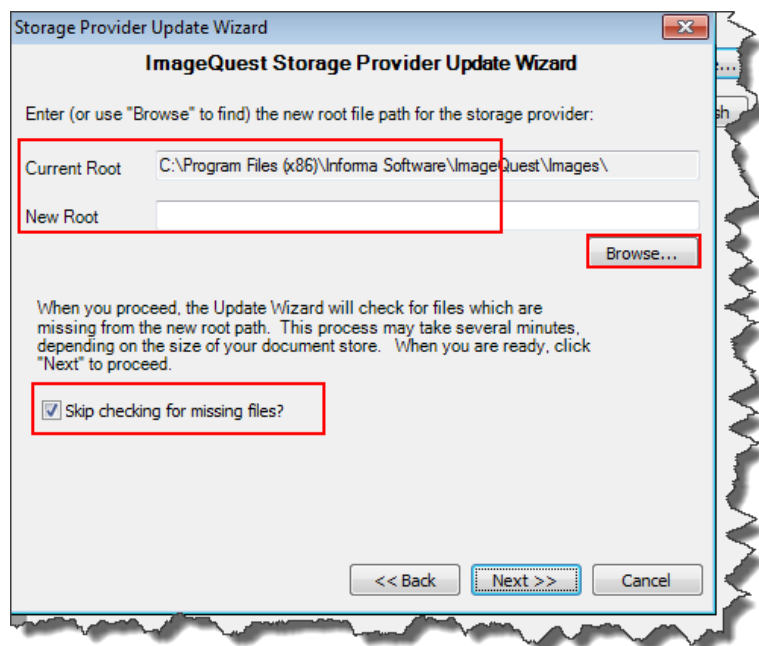 Storage Provider Update Wizard
ImageQuest Storage Provider Update Wizard
Enter (or use "Browse" to find) the new root file path for the storage provider:
Current Root C:\Program Files (x86)\Informa Software\ImageQuest\Images\
New Root
Browse...
When you proceed, the Update Wizard will check for files which are
missing from the new root path. This process may take several minutes,
depending on the size of your document store. When you are ready, click
"Next" to proceed.
Skip checking for missing files?
<< Back Next >> Cancel